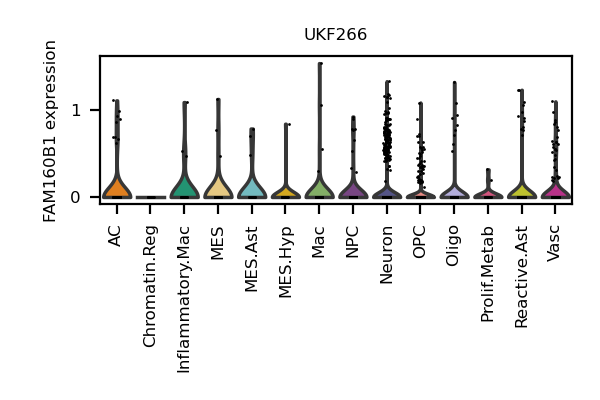 UKF266
FAM160B1 expression
1
0
AC
Chromatin.Reg
Inflammatory.Mac
MES
MES.Ast
MES.Hyp
Mac
NPC
Neuron
OPC
Oligo
Prolif.Metab
Reactive.Ast
Vasc